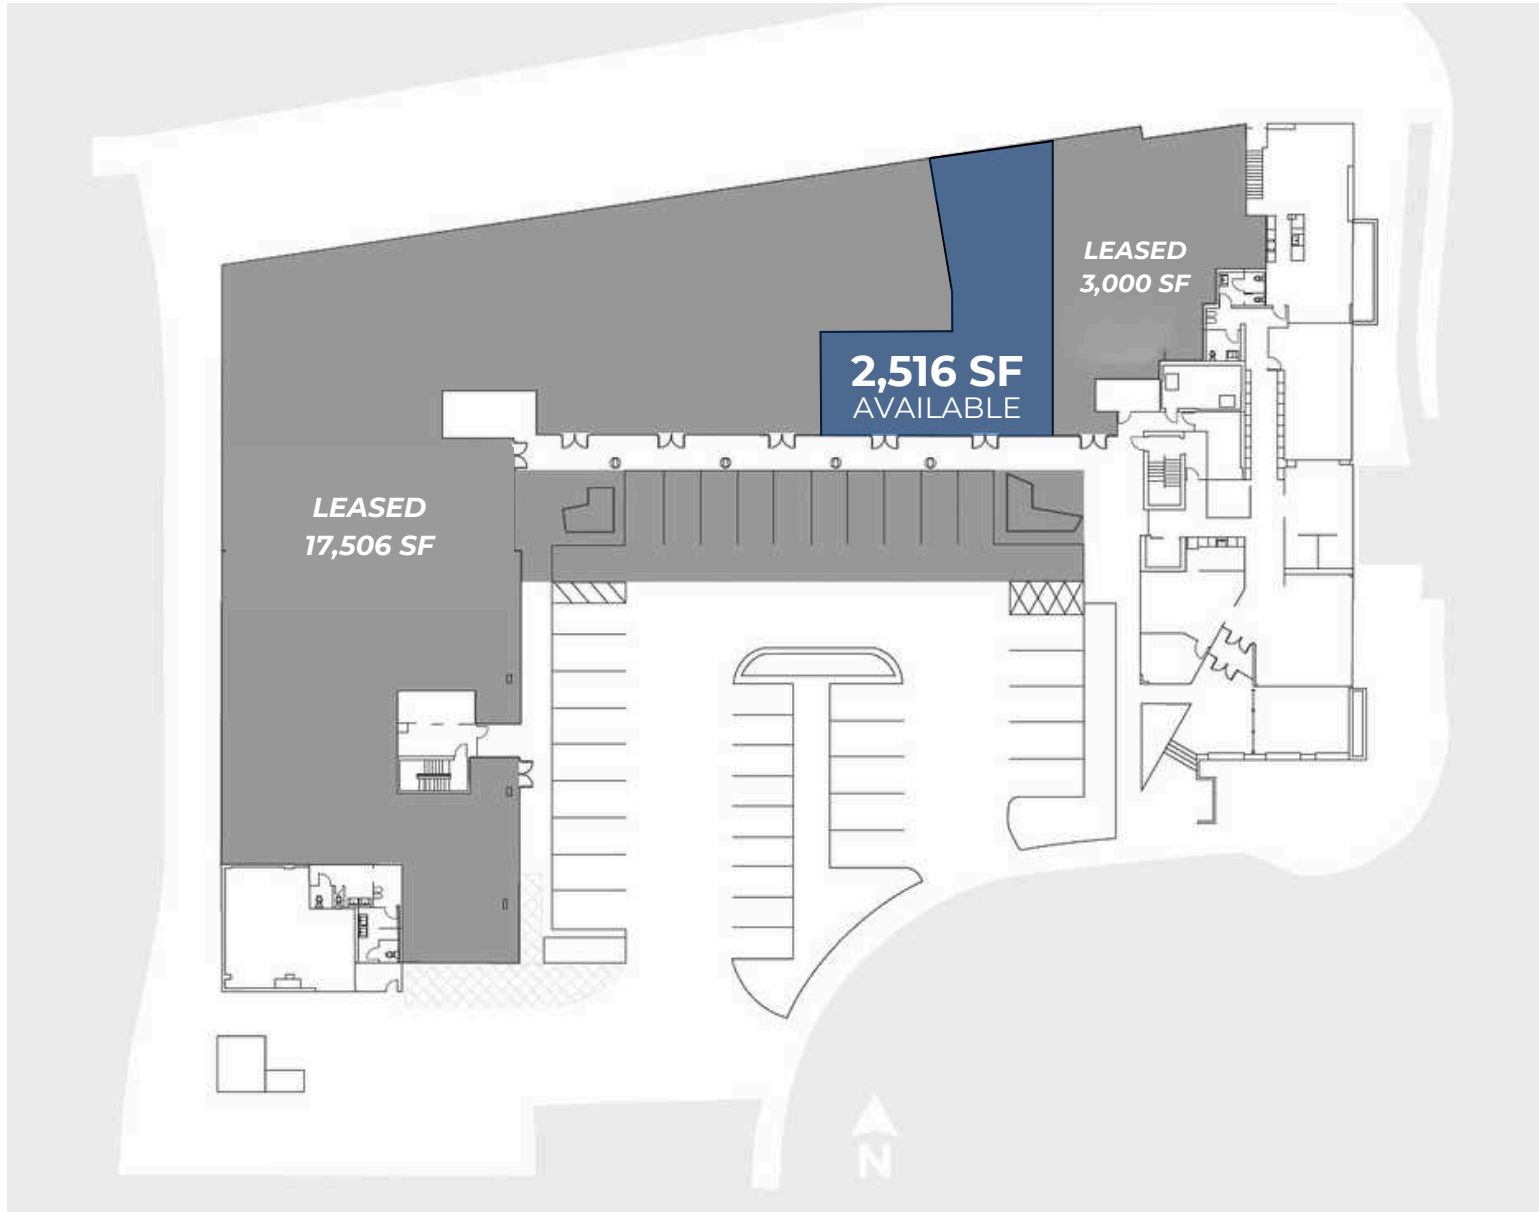 LEASED
3,000 SF
2,516 SF
AVAILABLE
LEASED
17,506 SF
N